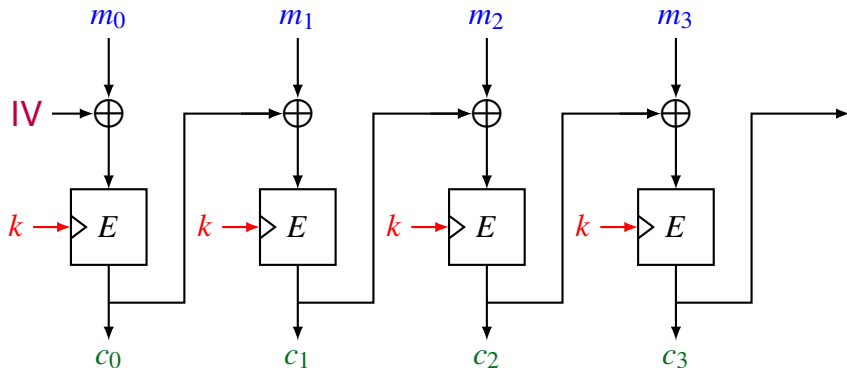 m₀ m₁ m₂ m₃
IV
k E k E k E k E
c₀ c₁ c₂ c₃